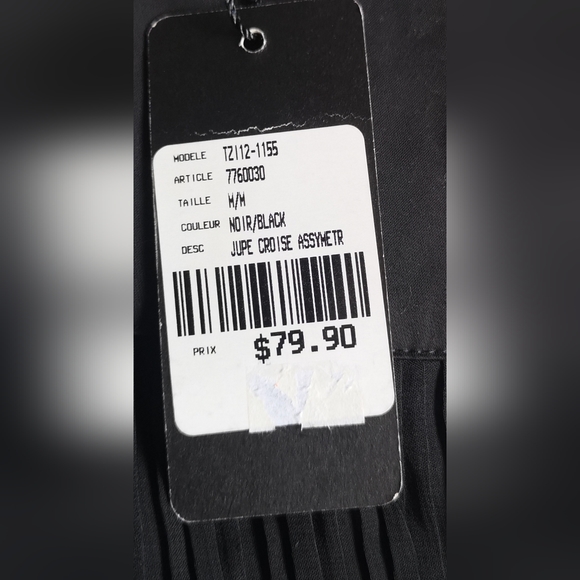 MODELE TZ112-1155
ARTICLE 7760030
TAILLE M/M
COULEUR NOIR/BLACK
DESC JUPE CROISE ASSYMETR
PRIX $79.90